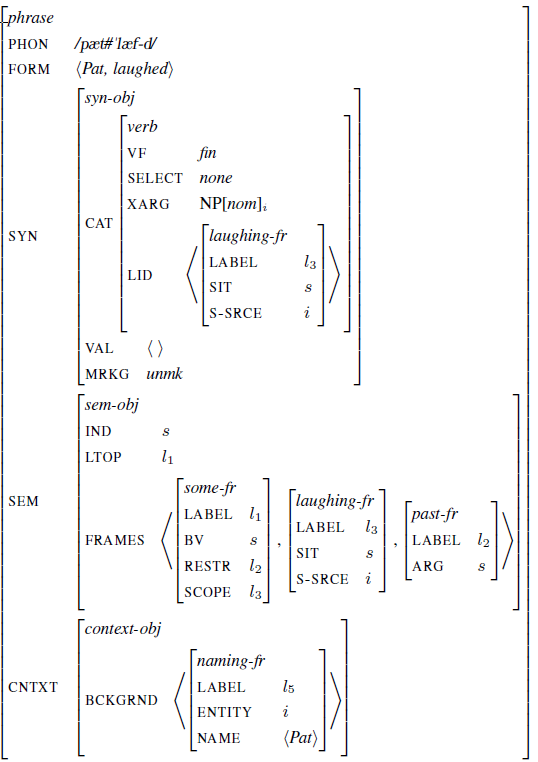 phrase
PHON /pæt#ˈlæf-d/
FORM ⟨Pat, laughed⟩
syn-obj
verb
VF fin
SELECT none
XARG NP[nom]ᵢ
CAT
laughing-fr
LABEL l₃
LID
SIT s
S-SRCE i
SYN
VAL ⟨ ⟩
MRKG unmk
sem-obj
IND s
LTOP l₁
SEM
FRAMES
some-fr
LABEL l₁
BV s
RESTR l₂
SCOPE l₃
,
laughing-fr
LABEL l₃
SIT s
S-SRCE i
,
past-fr
LABEL l₂
ARG s
context-obj
CNTXT
BCKGRND
naming-fr
LABEL l₅
ENTITY i
NAME ⟨Pat⟩